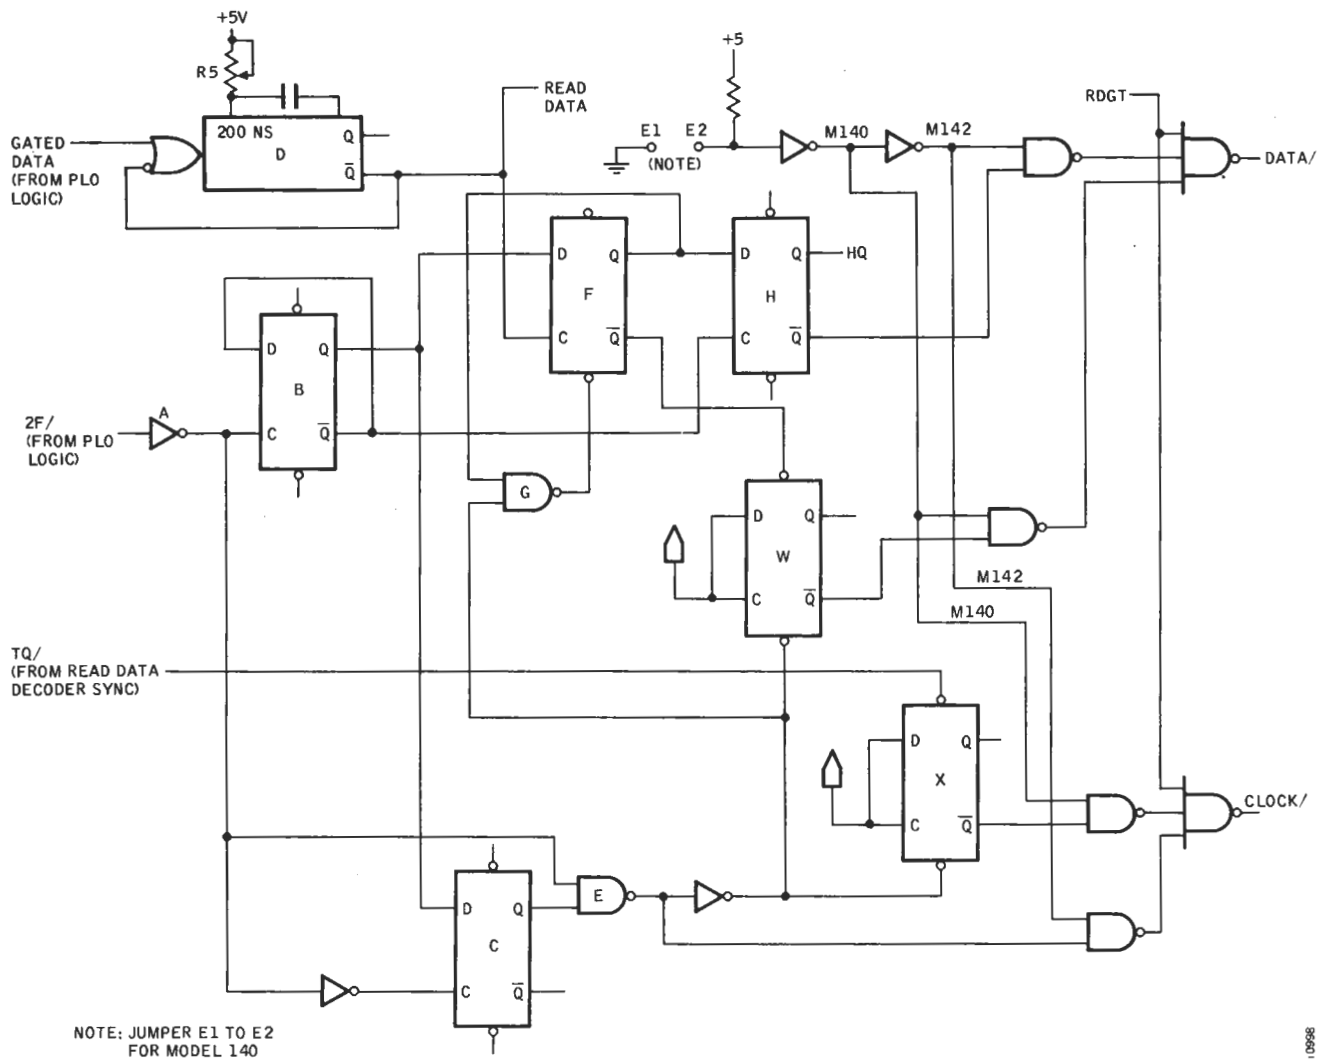 +5V
R5
200 NS
D
Q
Q̅
GATED
DATA
(FROM PLO
LOGIC)
READ
DATA
+5
E1 E2
(NOTE)
M140
M142
RDGT
DATA/
D Q
F
C Q̅
D Q
H
C Q̅
HQ
D Q
B
C Q̅
A
2F/
(FROM PLO
LOGIC)
G
D Q
W
C Q̅
M142
M140
TQ/
(FROM READ DATA
DECODER SYNC)
D Q
X
C Q̅
CLOCK/
E
D Q
C
C Q̅
NOTE: JUMPER E1 TO E2
FOR MODEL 140
10998